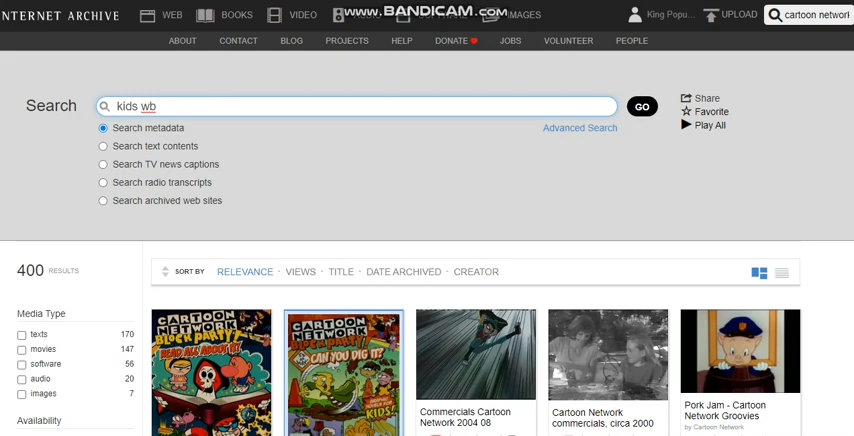 INTERNET ARCHIVE
WEB
BOOKS
VIDEO
IMAGES
www.BANDICAM.com
King Popu...
UPLOAD
cartoon network
ABOUT
CONTACT
BLOG
PROJECTS
HELP
DONATE
JOBS
VOLUNTEER
PEOPLE
Search
kids wb
GO
Share
Favorite
Play All
Search metadata
Advanced Search
Search text contents
Search TV news captions
Search radio transcripts
Search archived web sites
400 RESULTS
SORT BY
RELEVANCE · VIEWS · TITLE · DATE ARCHIVED · CREATOR
Media Type
texts 170
movies 147
software 56
audio 20
images 7
Availability
CARTOON NETWORK
BLOCK PARTY!
READ ALL ABOUT IT!
CARTOON NETWORK
BLOCK PARTY!
CAN YOU DIG IT?
KIDS!
Commercials Cartoon
Network 2004 08
Cartoon Network
commercials, circa 2000
Pork Jam - Cartoon
Network Groovies
by Cartoon Network